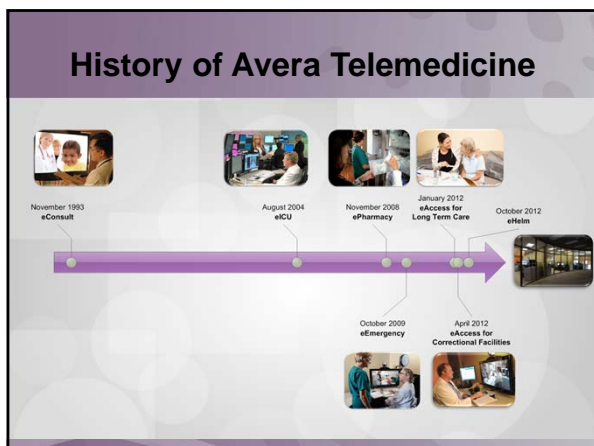 History of Avera Telemedicine
November 1993
eConsult
August 2004
eICU
November 2008
ePharmacy
January 2012
eAccess for
Long Term Care
October 2012
eHelm
October 2009
eEmergency
April 2012
eAccess for
Correctional Facilities